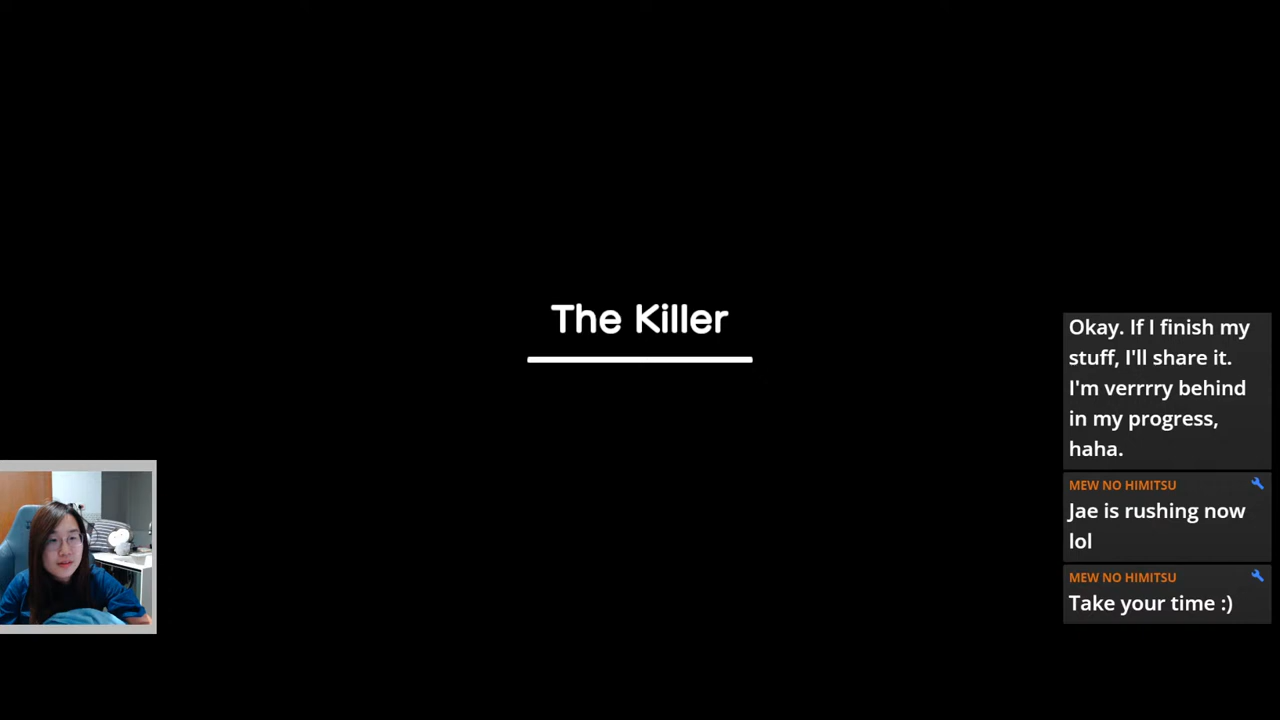 The Killer
Okay. If I finish my
stuff, I'll share it.
I'm verrrry behind
in my progress,
haha.
MEW NO HIMITSU
Jae is rushing now
lol
MEW NO HIMITSU
Take your time :)